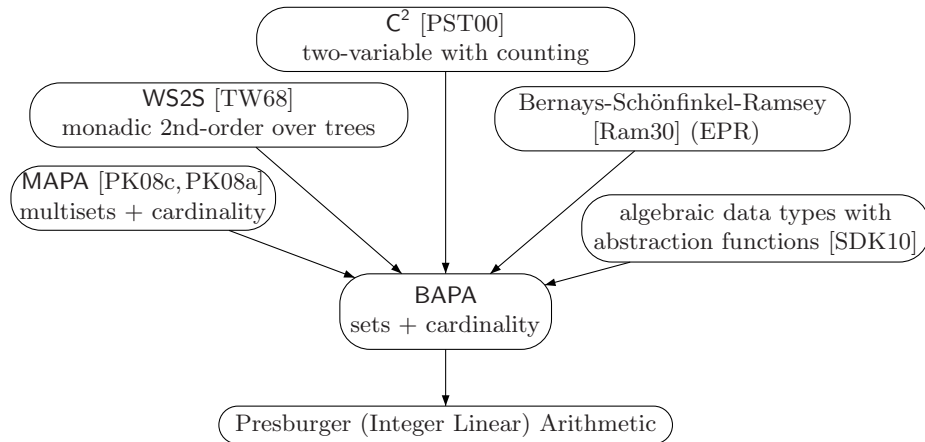 C² [PST00]
two-variable with counting
WS2S [TW68]
monadic 2nd-order over trees
Bernays-Schönfinkel-Ramsey
[Ram30] (EPR)
MAPA [PK08c, PK08a]
multisets + cardinality
algebraic data types with
abstraction functions [SDK10]
BAPA
sets + cardinality
Presburger (Integer Linear) Arithmetic